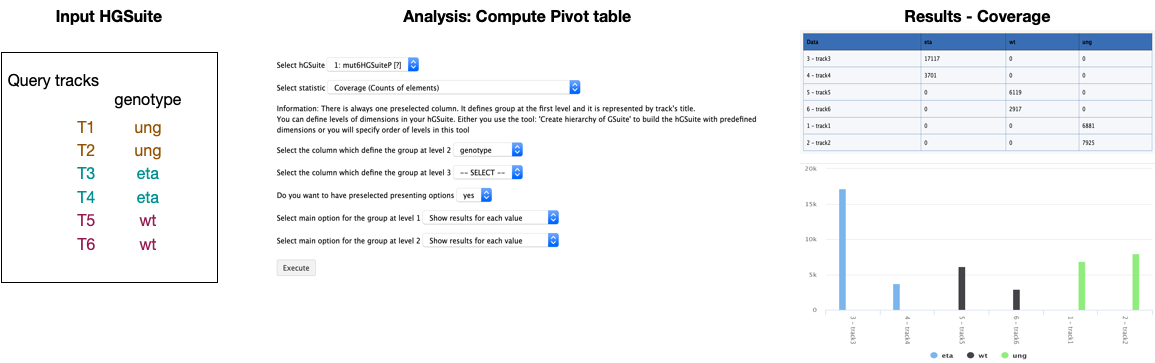 Input HGSuite
Query tracks
genotype
T1 ung
T2 ung
T3 eta
T4 eta
T5 wt
T6 wt
Analysis: Compute Pivot table
Select hGSuite 1: mut6HGSuiteP [?]
Select statistic Coverage (Counts of elements)
Information: There is always one preselected column. It defines group at the first level and it is represented by track's title.
You can define levels of dimensions in your hGSuite. Either you use the tool: 'Create hierarchy of GSuite' to build the hGSuite with predefined
dimensions or you will specify order of levels in this tool
Select the column which define the group at level 2 genotype
Select the column which define the group at level 3 -- SELECT --
Do you want to have preselected presenting options yes
Select main option for the group at level 1 Show results for each value
Select main option for the group at level 2 Show results for each value
Execute
Results - Coverage
Data eta wt ung
3 - track3 17117 0 0
4 - track4 3701 0 0
5 - track5 0 6119 0
6 - track6 0 2917 0
1 - track1 0 0 6881
2 - track2 0 0 7925
20k
15k
10k
5k
0
3 - track3
4 - track4
5 - track5
6 - track6
1 - track1
2 - track2
eta wt ung